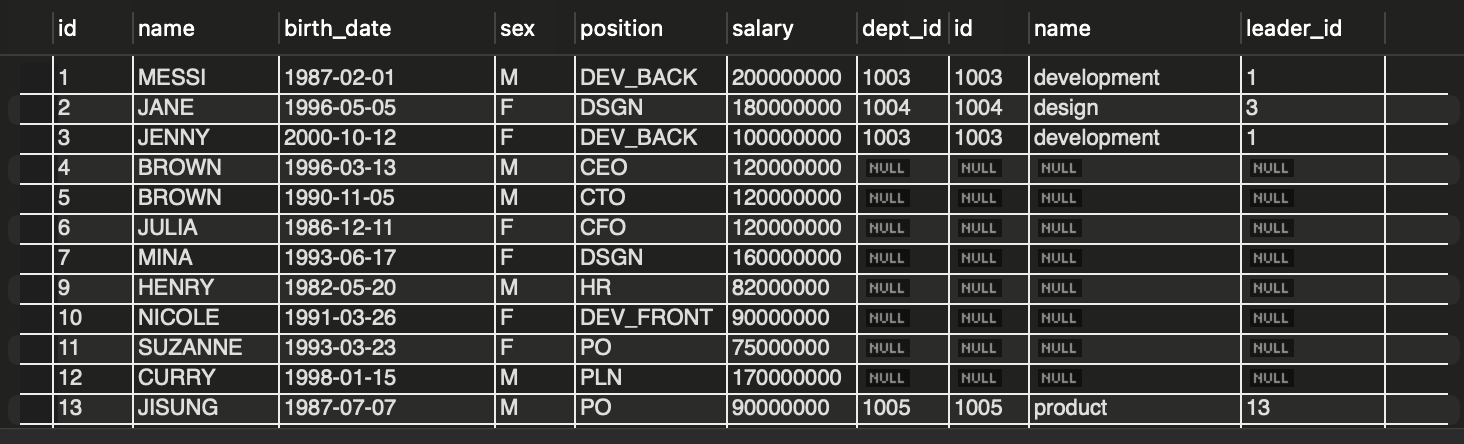 id name birth_date sex position salary dept_id id name leader_id
1 MESSI 1987-02-01 M DEV_BACK 200000000 1003 1003 development 1
2 JANE 1996-05-05 F DSGN 180000000 1004 1004 design 3
3 JENNY 2000-10-12 F DEV_BACK 100000000 1003 1003 development 1
4 BROWN 1996-03-13 M CEO 120000000 NULL NULL NULL NULL
5 BROWN 1990-11-05 M CTO 120000000 NULL NULL NULL NULL
6 JULIA 1986-12-11 F CFO 120000000 NULL NULL NULL NULL
7 MINA 1993-06-17 F DSGN 160000000 NULL NULL NULL NULL
9 HENRY 1982-05-20 M HR 82000000 NULL NULL NULL NULL
10 NICOLE 1991-03-26 F DEV_FRONT 90000000 NULL NULL NULL NULL
11 SUZANNE 1993-03-23 F PO 75000000 NULL NULL NULL NULL
12 CURRY 1998-01-15 M PLN 170000000 NULL NULL NULL NULL
13 JISUNG 1987-07-07 M PO 90000000 1005 1005 product 13